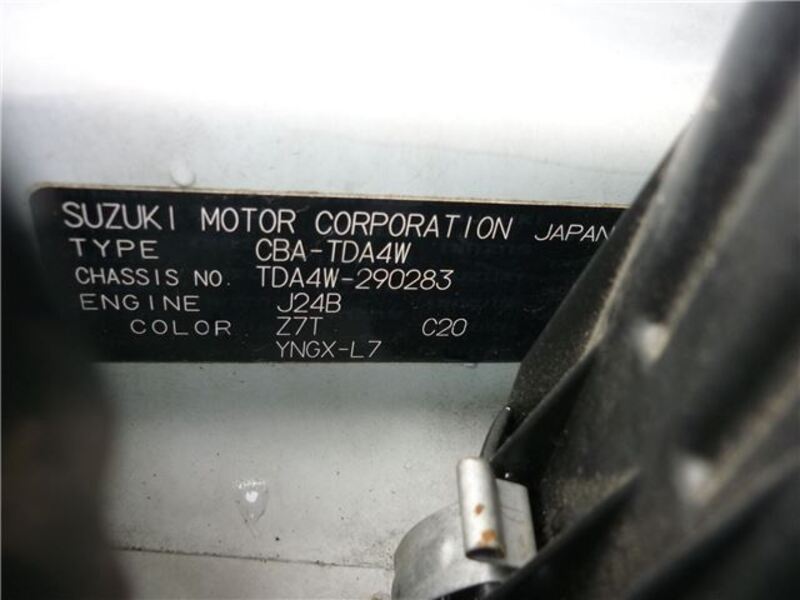 SUZUKI MOTOR CORPORATION JAPAN
TYPE CBA-TDA4W
CHASSIS NO. TDA4W-290283
ENGINE J24B
COLOR Z7T C20
YNGX-L7